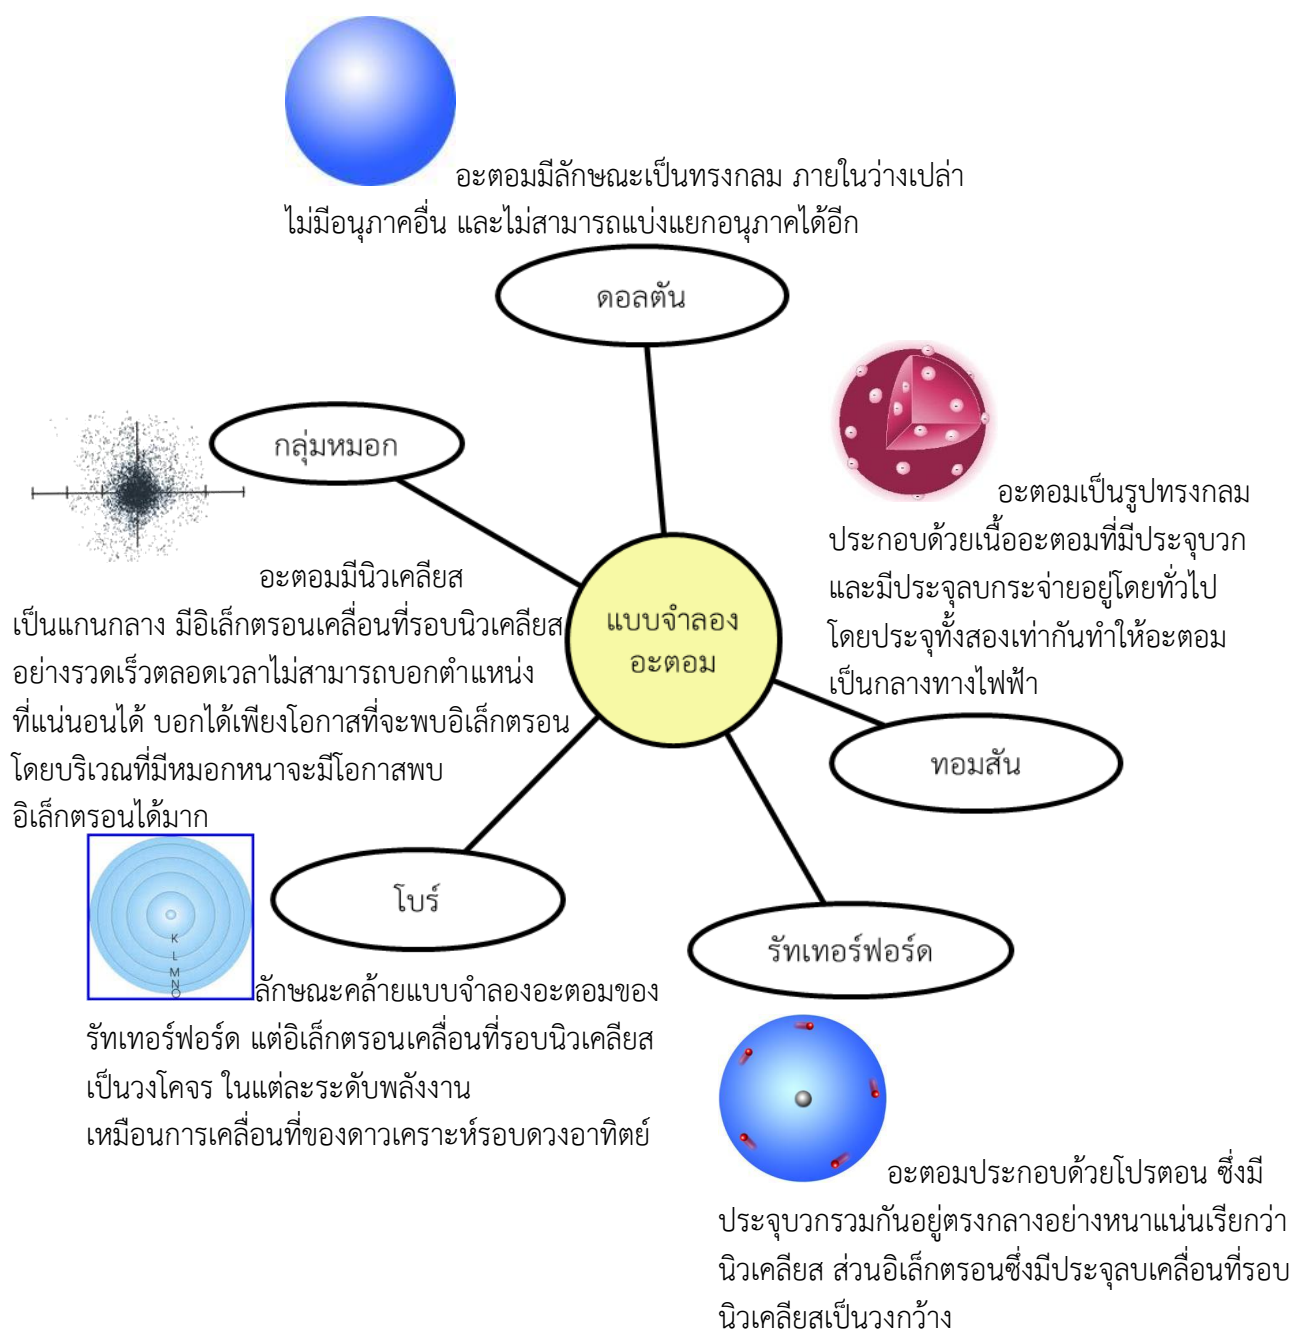 อะตอมมีลักษณะเป็นทรงกลม ภายในว่างเปล่า
ไม่มีอนุภาคอื่น และไม่สามารถแบ่งแยกอนุภาคได้อีก
ดอลตัน
กลุ่มหมอก
อะตอมมีนิวเคลียส
เป็นแกนกลาง มีอิเล็กตรอนเคลื่อนที่รอบนิวเคลียส
อย่างรวดเร็วตลอดเวลาไม่สามารถบอกตำแหน่ง
ที่แน่นอนได้ บอกได้เพียงโอกาสที่จะพบอิเล็กตรอน
โดยบริเวณที่มีหมอกหนาจะมีโอกาสพบ
อิเล็กตรอนได้มาก
แบบจำลอง
อะตอม
อะตอมเป็นรูปทรงกลม
ประกอบด้วยเนื้ออะตอมที่มีประจุบวก
และมีประจุลบกระจ่ายอยู่โดยทั่วไป
โดยประจุทั้งสองเท่ากันทำให้อะตอม
เป็นกลางทางไฟฟ้า
ทอมสัน
โบร์
K
L
M
N
O
ลักษณะคล้ายแบบจำลองอะตอมของ
รัทเทอร์ฟอร์ด แต่อิเล็กตรอนเคลื่อนที่รอบนิวเคลียส
เป็นวงโคจร ในแต่ละระดับพลังงาน
เหมือนการเคลื่อนที่ของดาวเคราะห์รอบดวงอาทิตย์
รัทเทอร์ฟอร์ด
อะตอมประกอบด้วยโปรตอน ซึ่งมี
ประจุบวกรวมกันอยู่ตรงกลางอย่างหนาแน่นเรียกว่า
นิวเคลียส ส่วนอิเล็กตรอนซึ่งมีประจุลบเคลื่อนที่รอบ
นิวเคลียสเป็นวงกว้าง